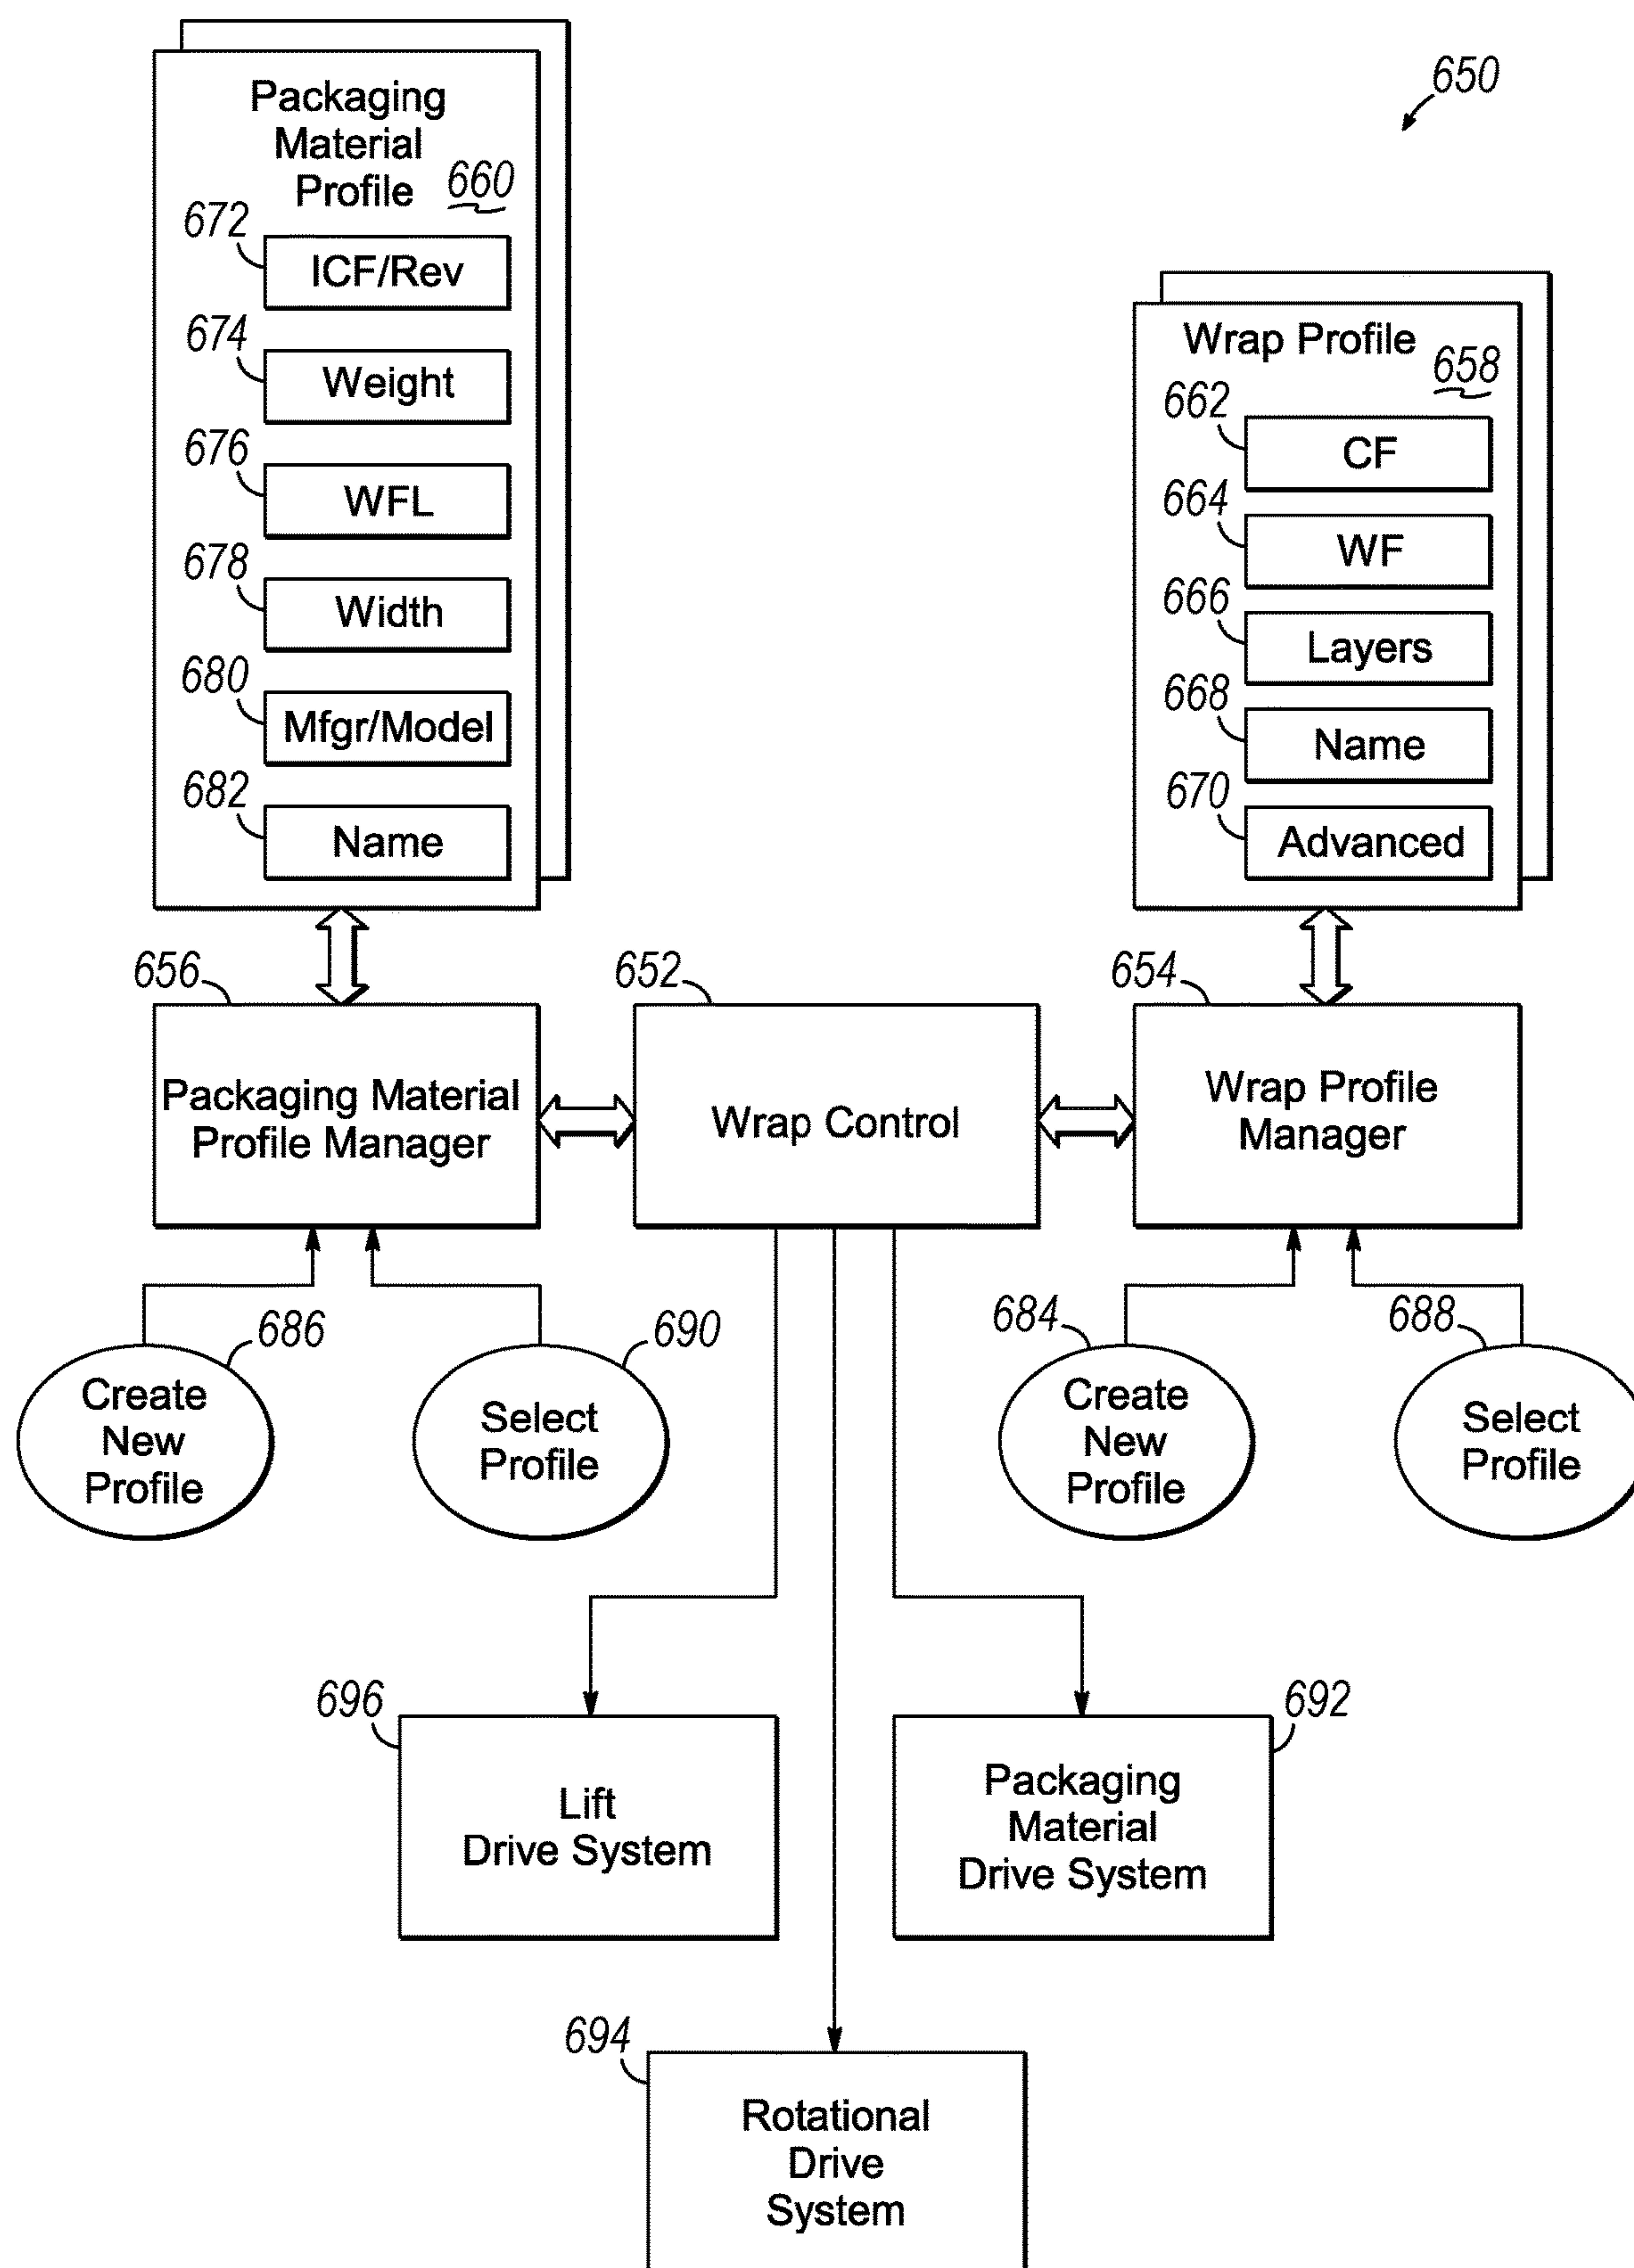 650
Packaging
Material
Profile
660
672
ICF/Rev
674
Weight
676
WFL
678
Width
680
Mfgr/Model
682
Name
Wrap Profile
658
662
CF
664
WF
666
Layers
668
Name
670
Advanced
656
Packaging Material
Profile Manager
652
Wrap Control
654
Wrap Profile
Manager
686
Create
New
Profile
690
Select
Profile
684
Create
New
Profile
688
Select
Profile
696
Lift
Drive System
692
Packaging
Material
Drive System
694
Rotational
Drive
System